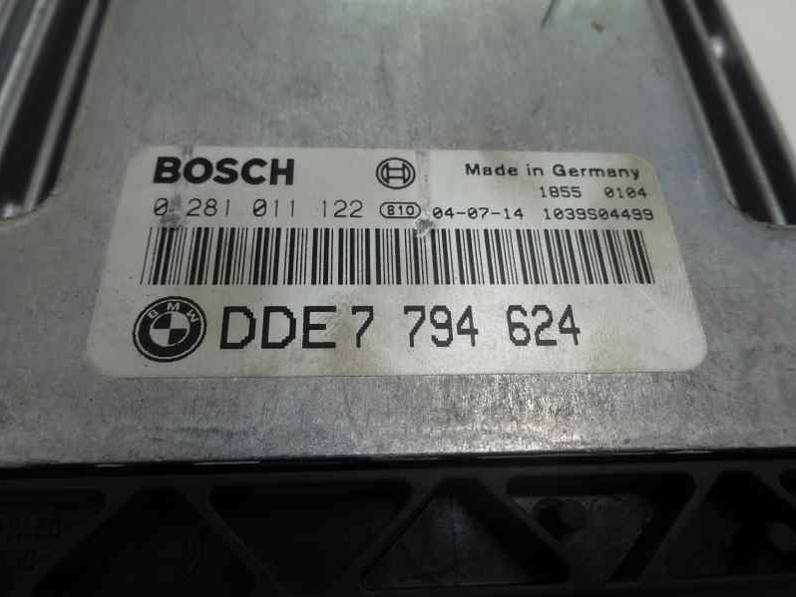 BOSCH Made in Germany
1855 0104
0 281 011 122 810 04-07-14 1039S04499
BMW DDE 7 794 624